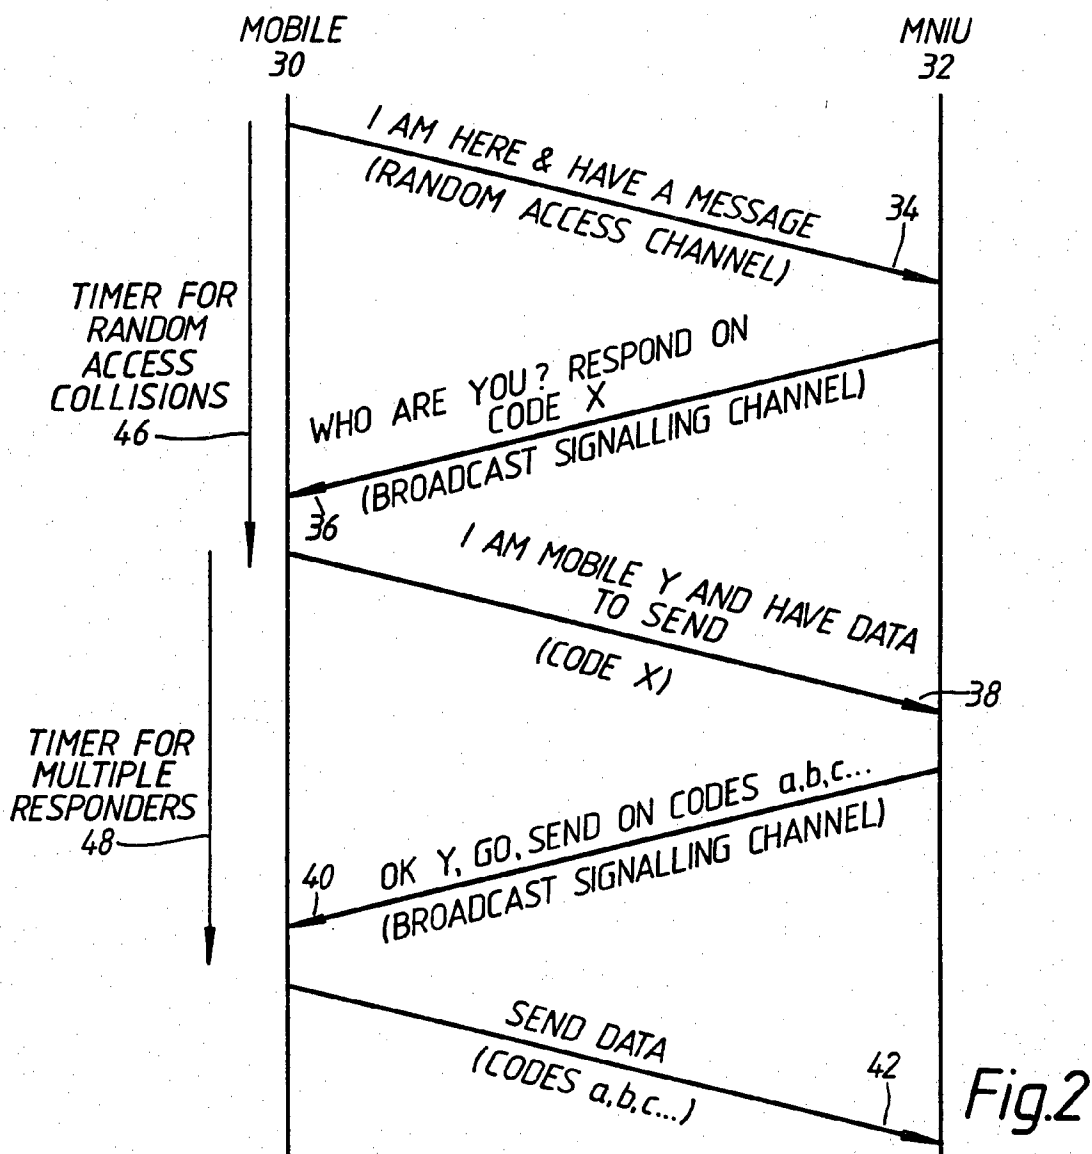 MOBILE
30
MNIU
32
I AM HERE & HAVE A MESSAGE
(RANDOM ACCESS CHANNEL)
34
TIMER FOR
RANDOM
ACCESS
COLLISIONS
46
WHO ARE YOU? RESPOND ON
CODE X
(BROADCAST SIGNALLING CHANNEL)
36
I AM MOBILE Y AND HAVE DATA
TO SEND
(CODE X)
38
TIMER FOR
MULTIPLE
RESPONDERS
48
OK Y, GO, SEND ON CODES a,b,c...
(BROADCAST SIGNALLING CHANNEL)
40
SEND DATA
(CODES a,b,c...)
42
Fig.2